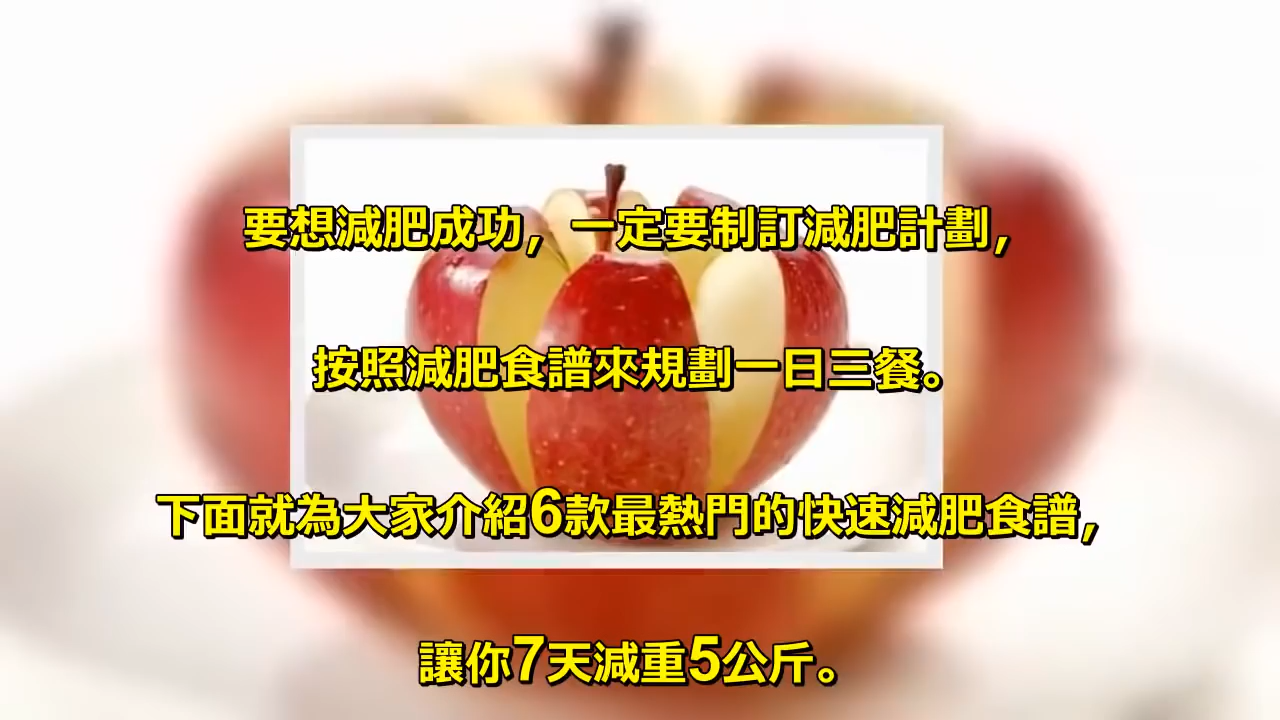 要想減肥成功，一定要制訂減肥計劃，
按照減肥食譜來規劃一日三餐。
下面就為大家介紹6款最熱門的快速減肥食譜，
讓你7天減重5公斤。